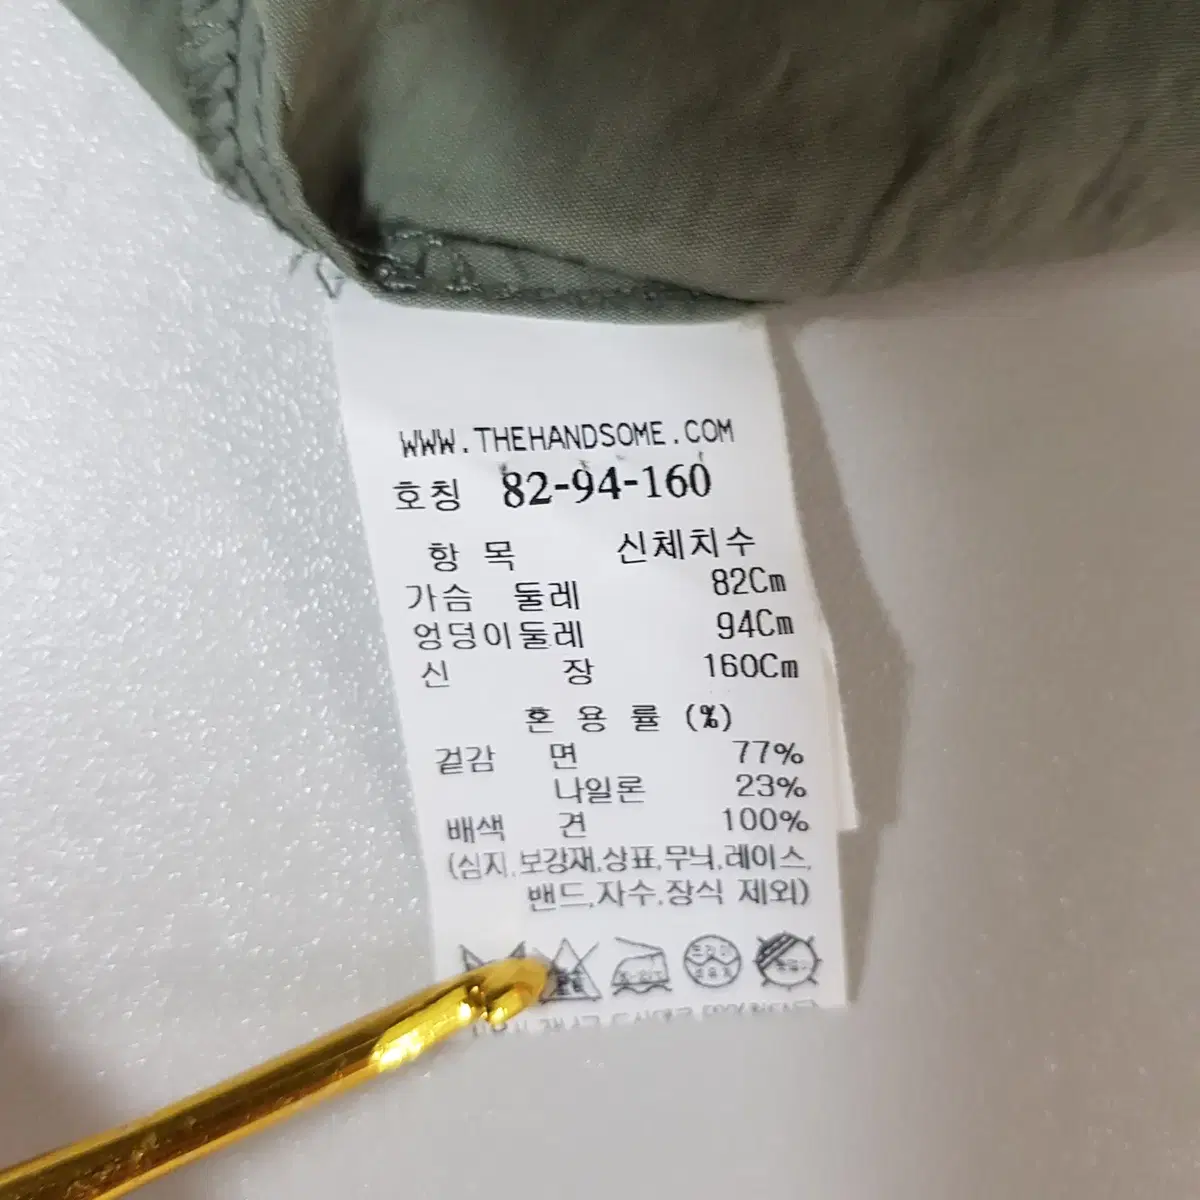 WWW.THEHANDSOME.COM
호칭 82-94-160
항 목 신체치수
가슴 둘레 82Cm
엉덩이둘레 94Cm
신 장 160Cm
혼 용 률 (%)
겉감 면 77%
나일론 23%
배색 견 100%
(심지,보강재,상표,무늬,레이스,
밴드,자수,장식 제외)
드라이